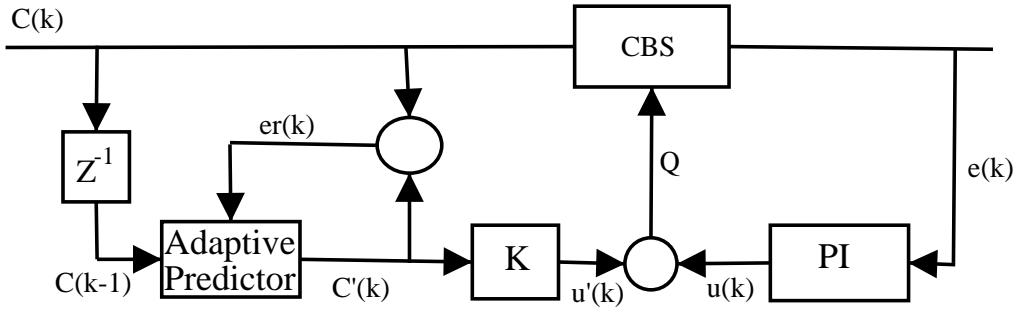 C(k)
CBS
er(k)
Z-1
Q
e(k)
Adaptive
Predictor
K
PI
C(k-1)
C'(k)
u'(k)
u(k)